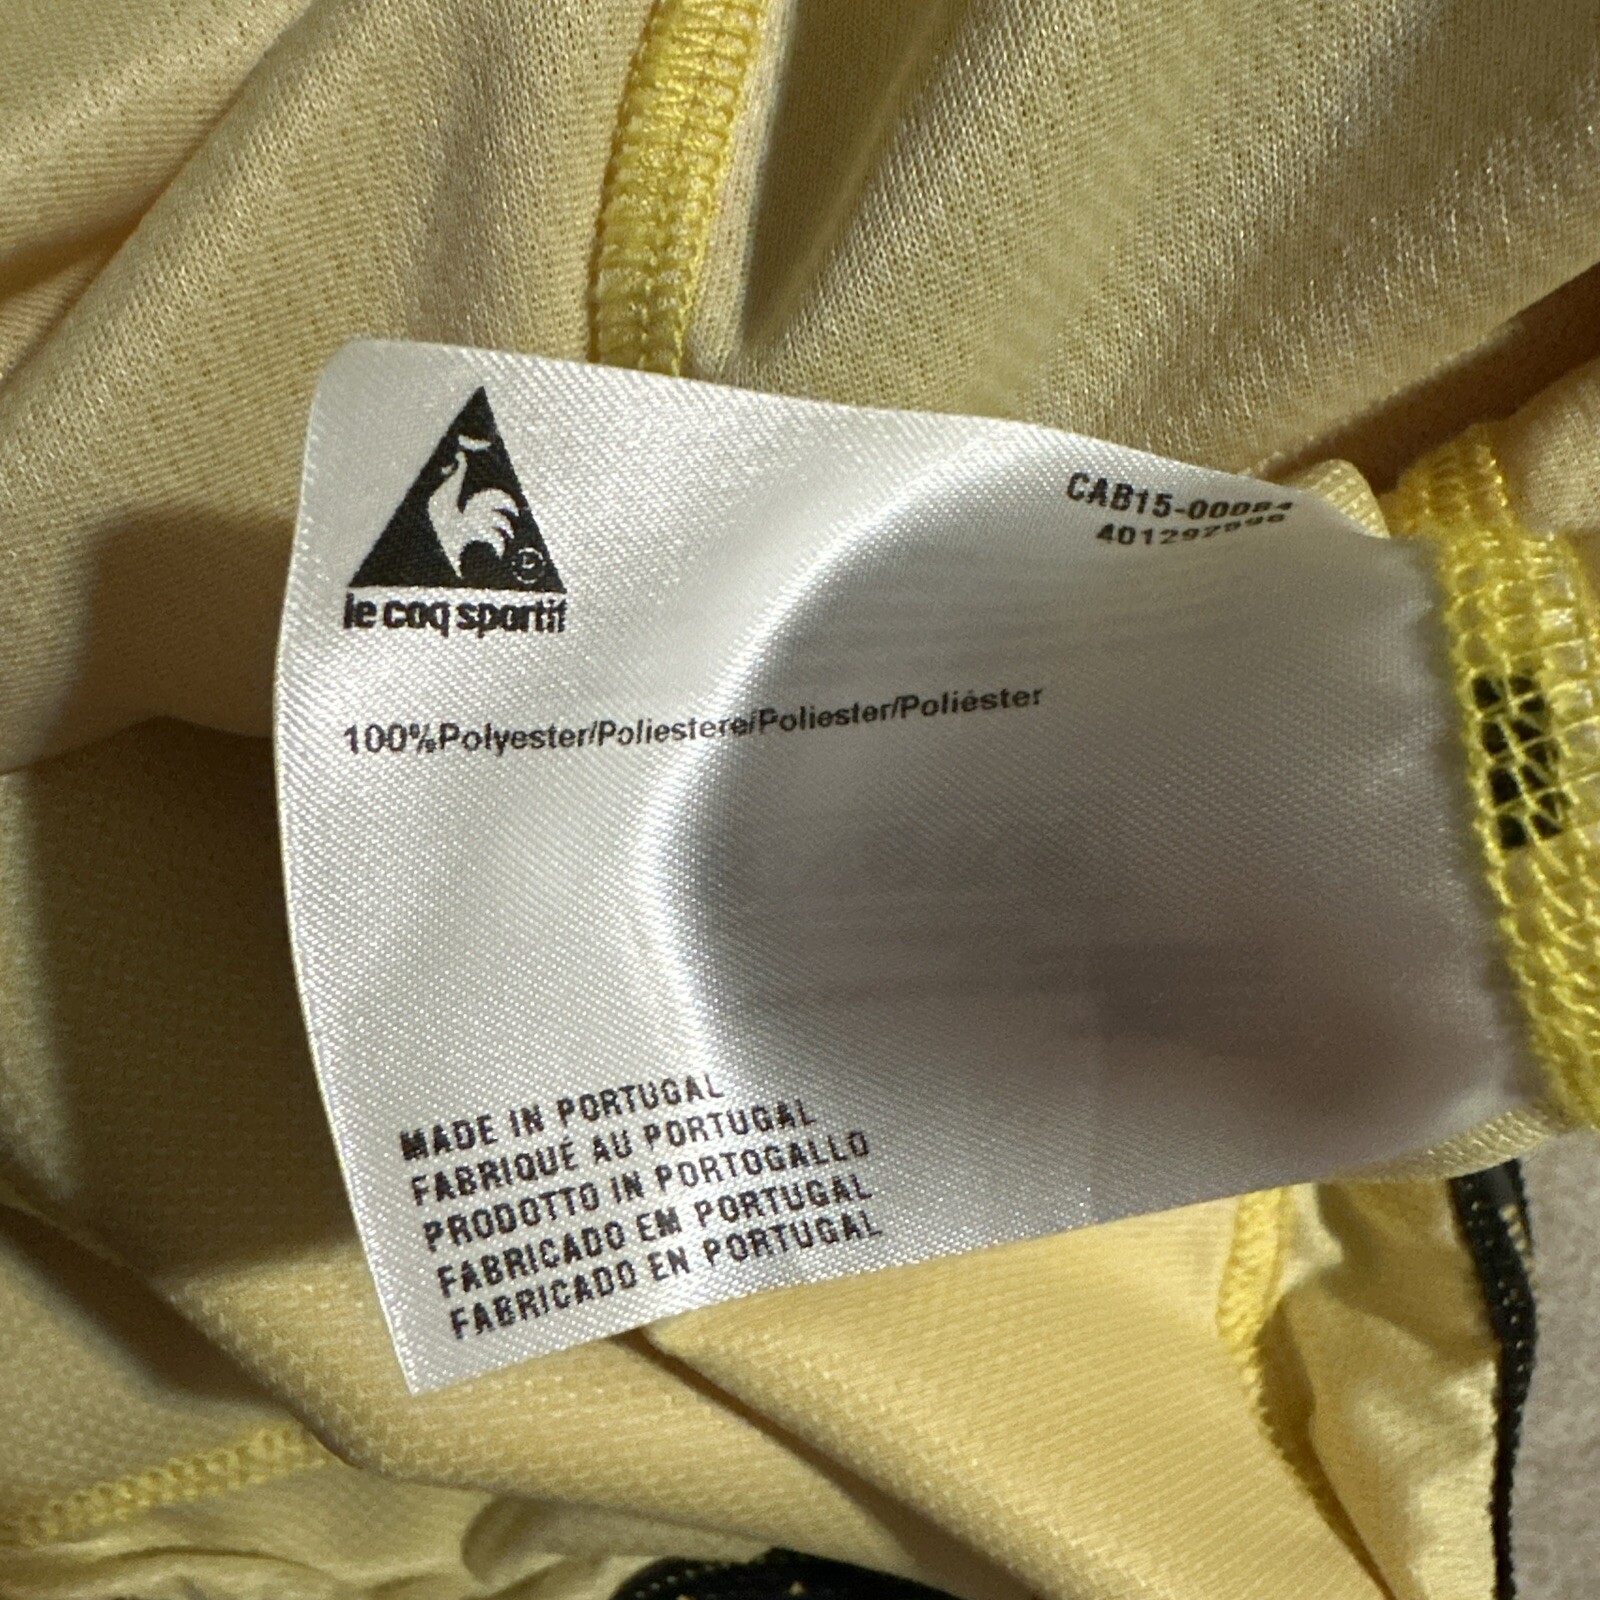 le coq sportif
CAB15-00084
100%Polyester/Poliestere/Poliester/Poliéster
MADE IN PORTUGAL
FABRIQUÉ AU PORTUGAL
PRODOTTO IN PORTOGALLO
FABRICADO EM PORTUGAL
FABRICADO EN PORTUGAL